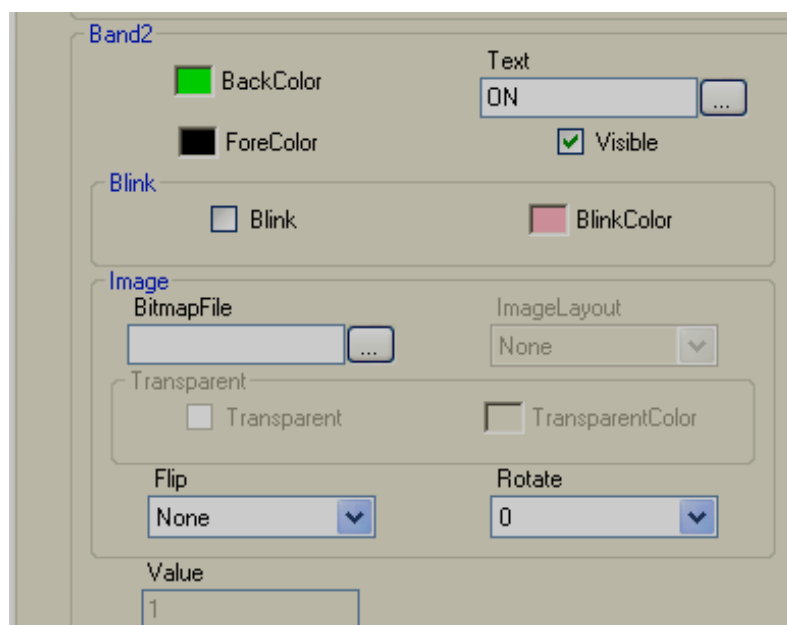 Band2
BackColor
Text
ON
...
ForeColor
Visible
Blink
Blink
BlinkColor
Image
BitmapFile
...
ImageLayout
None
Transparent
Transparent
TransparentColor
Flip
None
Rotate
0
Value
1